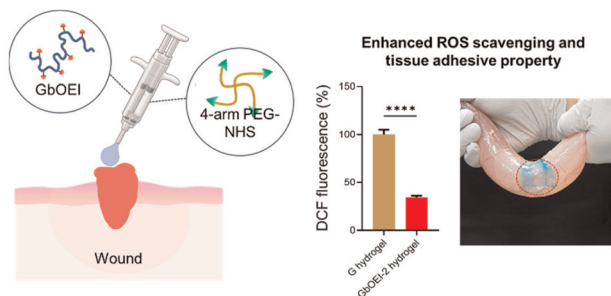 GbOEI
4-arm PEG-
NHS
Wound
Enhanced ROS scavenging and
tissue adhesive property
DCF fluorescence (%)
150
100
50
0
****
G hydrogel
GbOEI-2 hydrogel